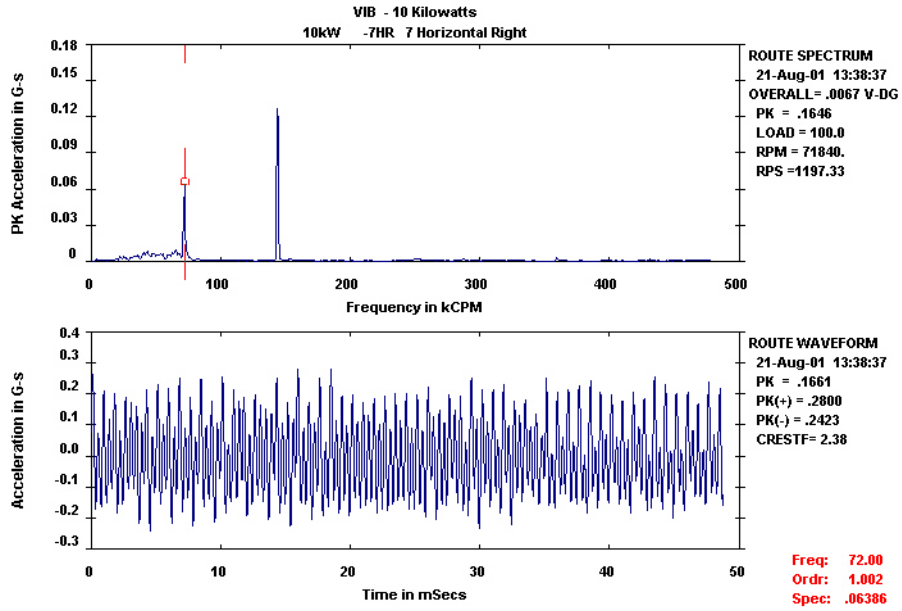 VIB - 10 Kilowatts
10kW -7HR 7 Horizontal Right
PK Acceleration in G-s
0.18
0.15
0.12
0.09
0.06
0.03
0
0 100 200 300 400 500
Frequency in kCPM
ROUTE SPECTRUM
21-Aug-01 13:38:37
OVERALL= .0067 V-DG
PK = .1646
LOAD = 100.0
RPM = 71840.
RPS =1197.33
Acceleration in G-s
0.4
0.3
0.2
0.1
0.0
-0.1
-0.2
-0.3
0 10 20 30 40 50
Time in mSecs
ROUTE WAVEFORM
21-Aug-01 13:38:37
PK = .1661
PK(+) = .2800
PK(-) = .2423
CRESTF= 2.38
Freq: 72.00
Ordr: 1.002
Spec: .06386